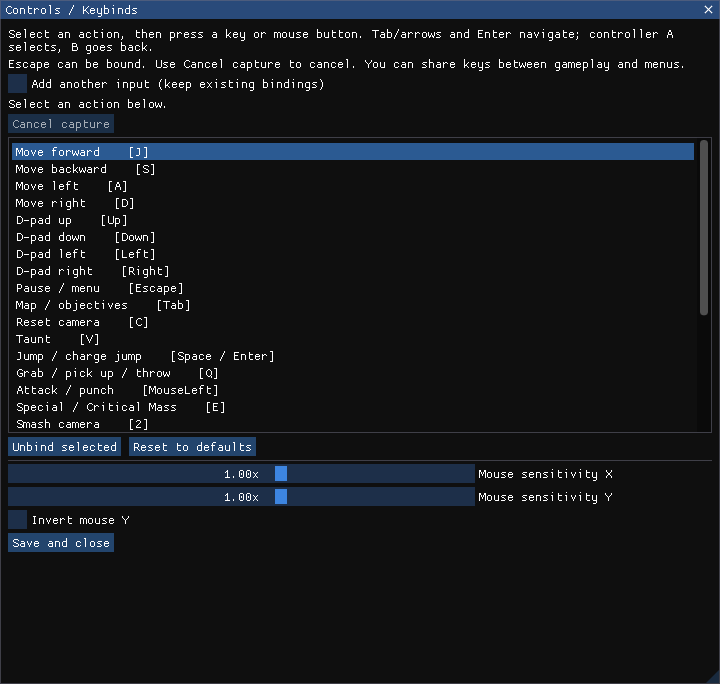 Controls / Keybinds
Select an action, then press a key or mouse button. Tab/arrows and Enter navigate; controller A
selects, B goes back.
Escape can be bound. Use Cancel capture to cancel. You can share keys between gameplay and menus.
Add another input (keep existing bindings)
Select an action below.
Cancel capture
Move forward [J]
Move backward [S]
Move left [A]
Move right [D]
D-pad up [Up]
D-pad down [Down]
D-pad left [Left]
D-pad right [Right]
Pause / menu [Escape]
Map / objectives [Tab]
Reset camera [C]
Taunt [V]
Jump / charge jump [Space / Enter]
Grab / pick up / throw [Q]
Attack / punch [MouseLeft]
Special / Critical Mass [E]
Smash camera [2]
Unbind selected Reset to defaults
1.00x Mouse sensitivity X
1.00x Mouse sensitivity Y
Invert mouse Y
Save and close